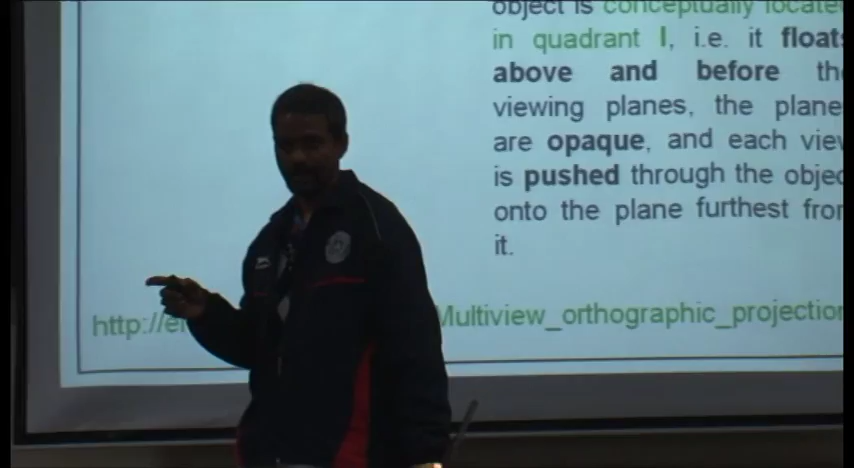 object is conceptually
in quadrant I, i.e. it
above and before
viewing planes, the
are opaque, and each
is pushed through the
onto the plane furthest
it.
http://
Multiview_orthographic_projection